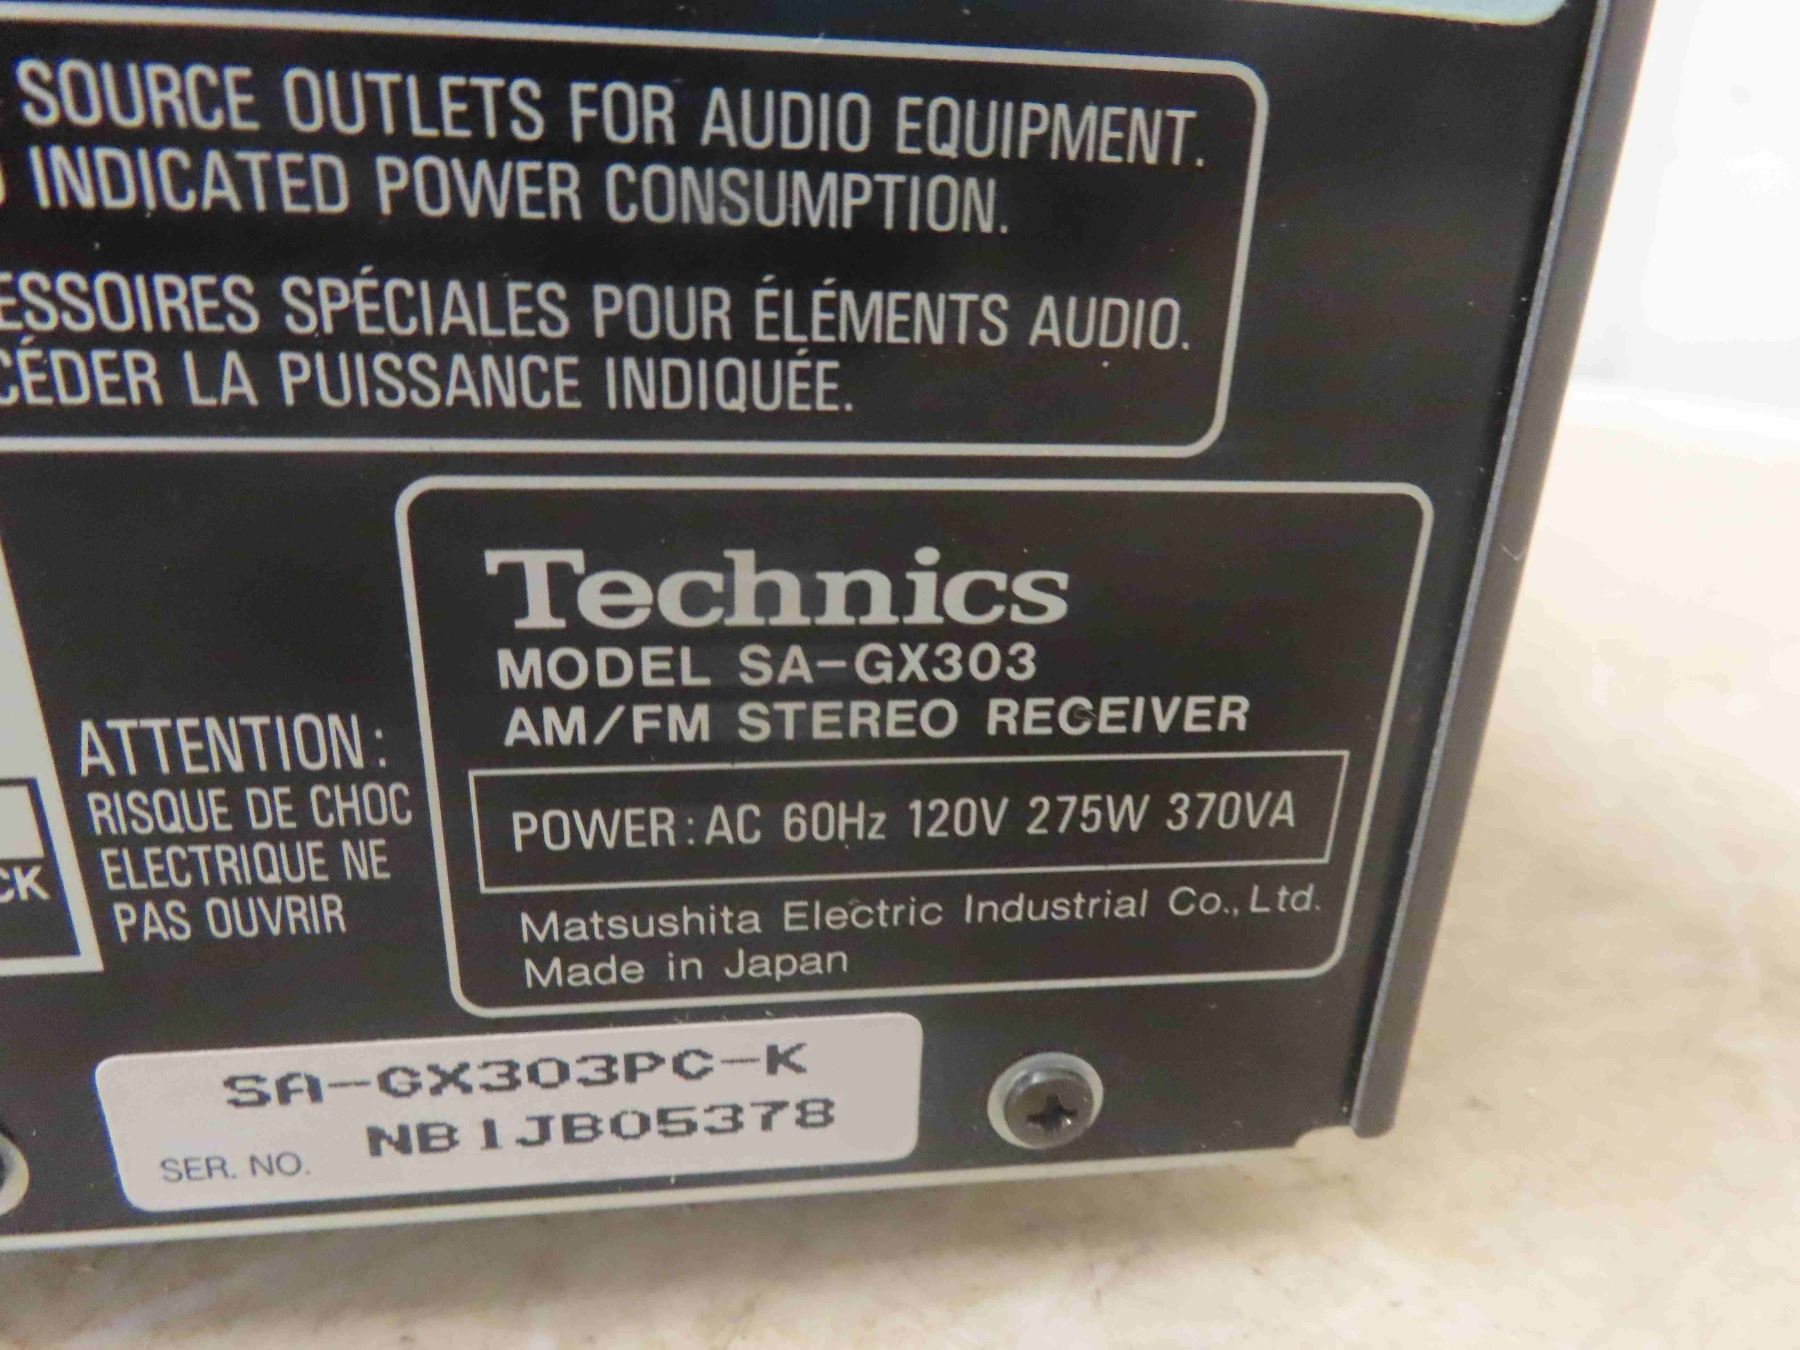 SOURCE OUTLETS FOR AUDIO EQUIPMENT.
INDICATED POWER CONSUMPTION.
ESSOIRES SPÉCIALES POUR ÉLÉMENTS AUDIO.
CÉDER LA PUISSANCE INDIQUÉE.
Technics
MODEL SA-GX303
AM/FM STEREO RECEIVER
POWER: AC 60Hz 120V 275W 370VA
Matsushita Electric Industrial Co., Ltd.
Made in Japan
CK
ATTENTION:
RISQUE DE CHOC
ELECTRIQUE NE
PAS OUVRIR
SA-GX303PC-K
SER. NO. NB1JB05378